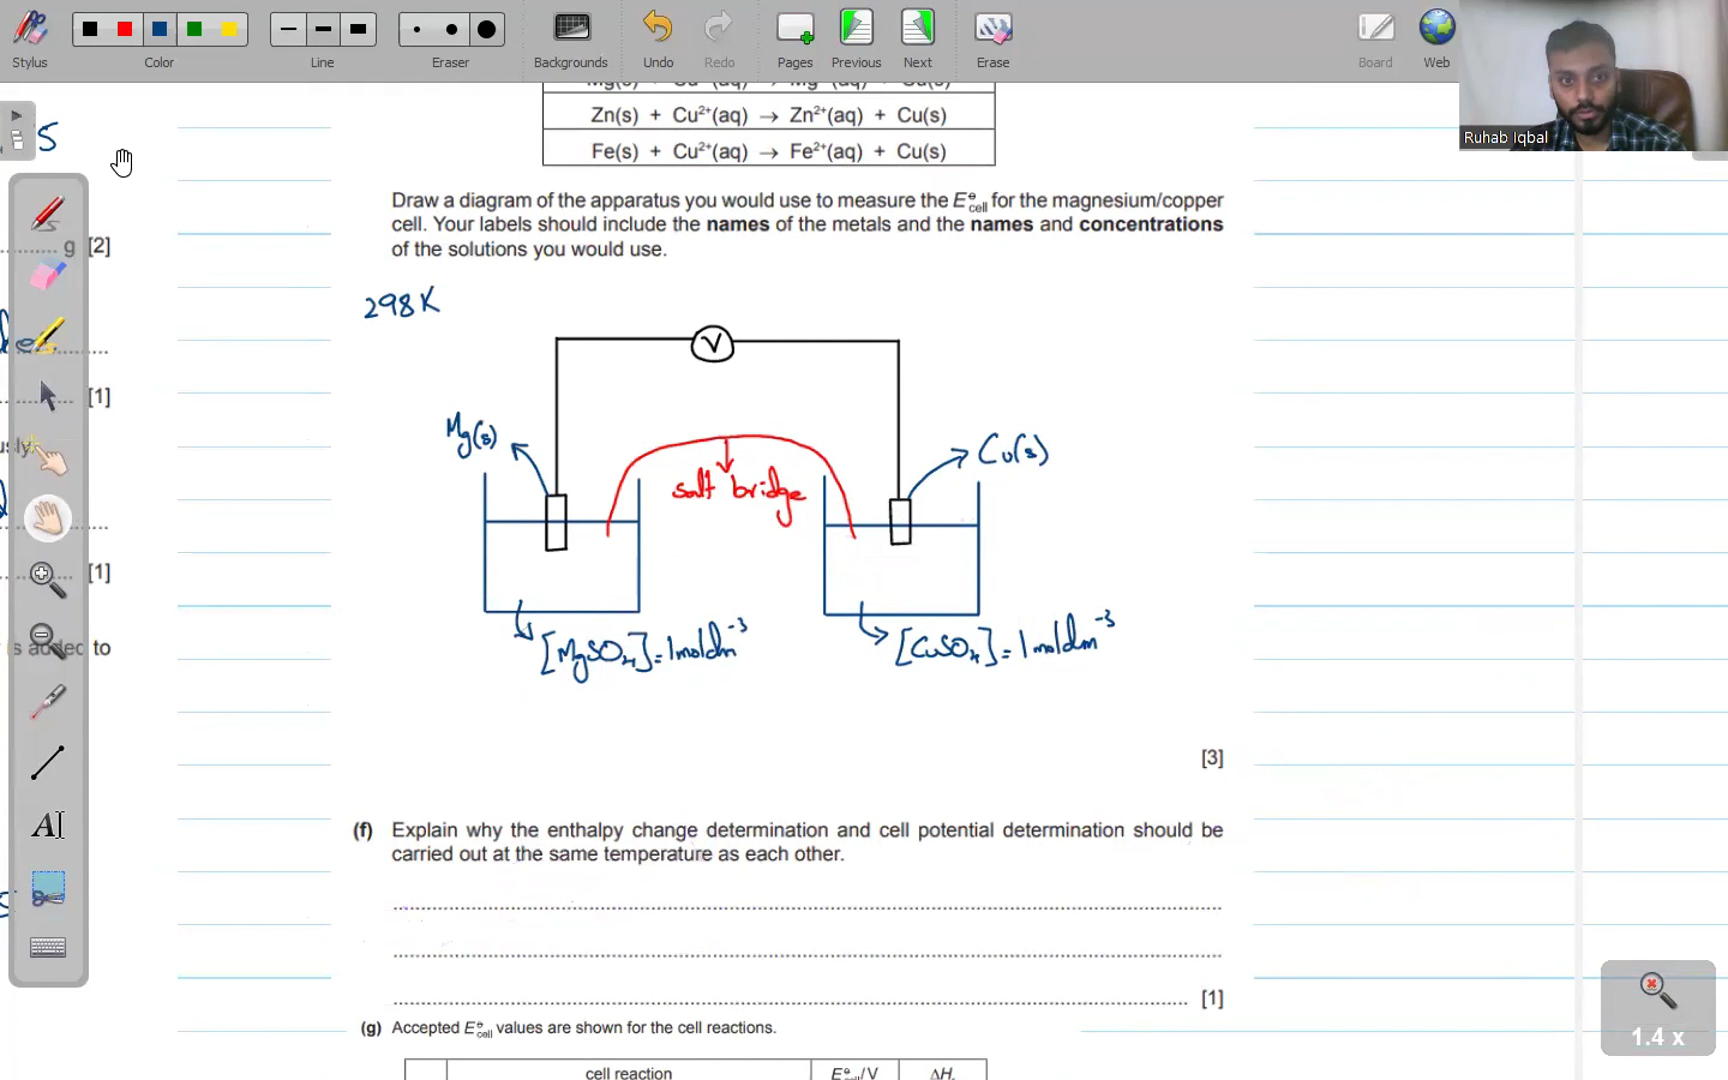 Stylus
Color
Line
Eraser
Backgrounds
Undo
Redo
Pages
Previous
Next
Erase
Board
Web
Ruhab Iqbal
Zn(s) + Cu²⁺(aq) → Zn²⁺(aq) + Cu(s)
Fe(s) + Cu²⁺(aq) → Fe²⁺(aq) + Cu(s)
5
g [2]
[1]
[1]
is added to
Draw a diagram of the apparatus you would use to measure the E⦵cell for the magnesium/copper
cell. Your labels should include the names of the metals and the names and concentrations
of the solutions you would use.
298K
V
Mg(s)
Cu(s)
salt bridge
[MgSO₄]=1moldm⁻³
[CuSO₄]=1moldm⁻³
[3]
(f) Explain why the enthalpy change determination and cell potential determination should be
carried out at the same temperature as each other.
[1]
(g) Accepted E⦵cell values are shown for the cell reactions.
cell reaction
E⦵cell/V
ΔHr
1.4 x